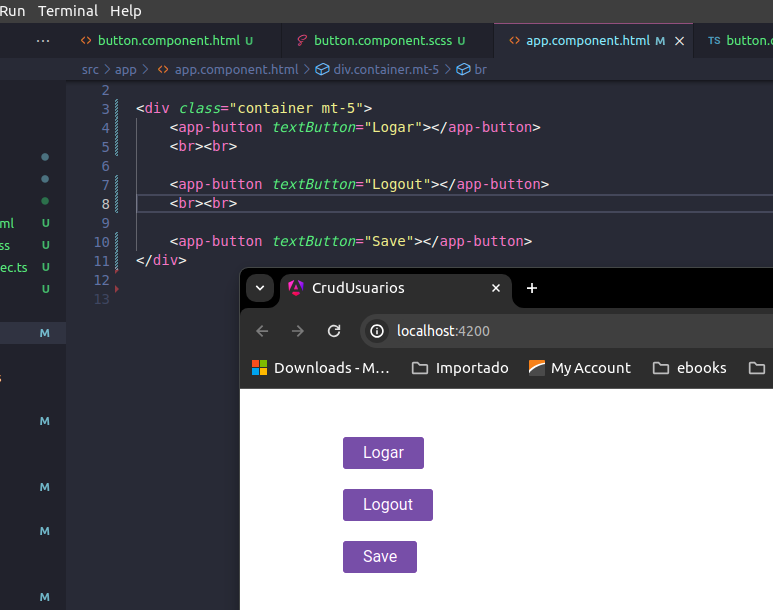 Run Terminal Help
... <> button.component.html U button.component.scss U <> app.component.html M × TS button.c
src > app > <> app.component.html > div.container.mt-5 > br
2
3 <div class="container mt-5">
4 <app-button textButton="Logar"></app-button>
5 <br><br>
6
7 <app-button textButton="Logout"></app-button>
8 <br><br>
9
10 <app-button textButton="Save"></app-button>
11 </div>
12
13
ml U
ss U
ec.ts U
U
M
s
M
M
M
M
CrudUsuarios × +
localhost:4200
Downloads - M… Importado My Account ebooks
Logar
Logout
Save